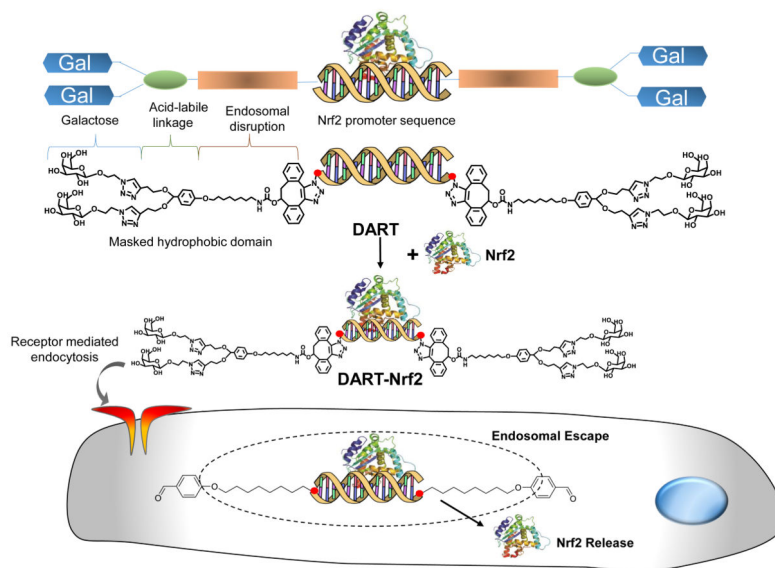 Gal
Gal
Gal
Gal
Galactose
Acid-labile
linkage
Endosomal
disruption
Nrf2 promoter sequence
Masked hydrophobic domain
DART
+
Nrf2
Receptor mediated
endocytosis
DART-Nrf2
Endosomal Escape
Nrf2 Release